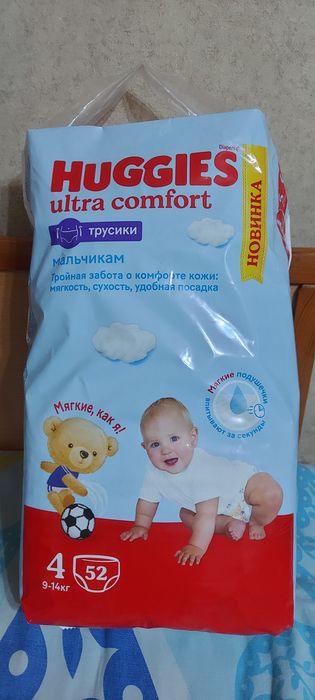 Diapers
HUGGIES
ultra comfort
НОВИНКА
трусики
мальчикам
Тройная забота о комфорте кожи:
мягкость, сухость, удобная посадка
Мягкие подушечки
впитывают за секунды
Мягкие, как я!
4
9-14кг
52